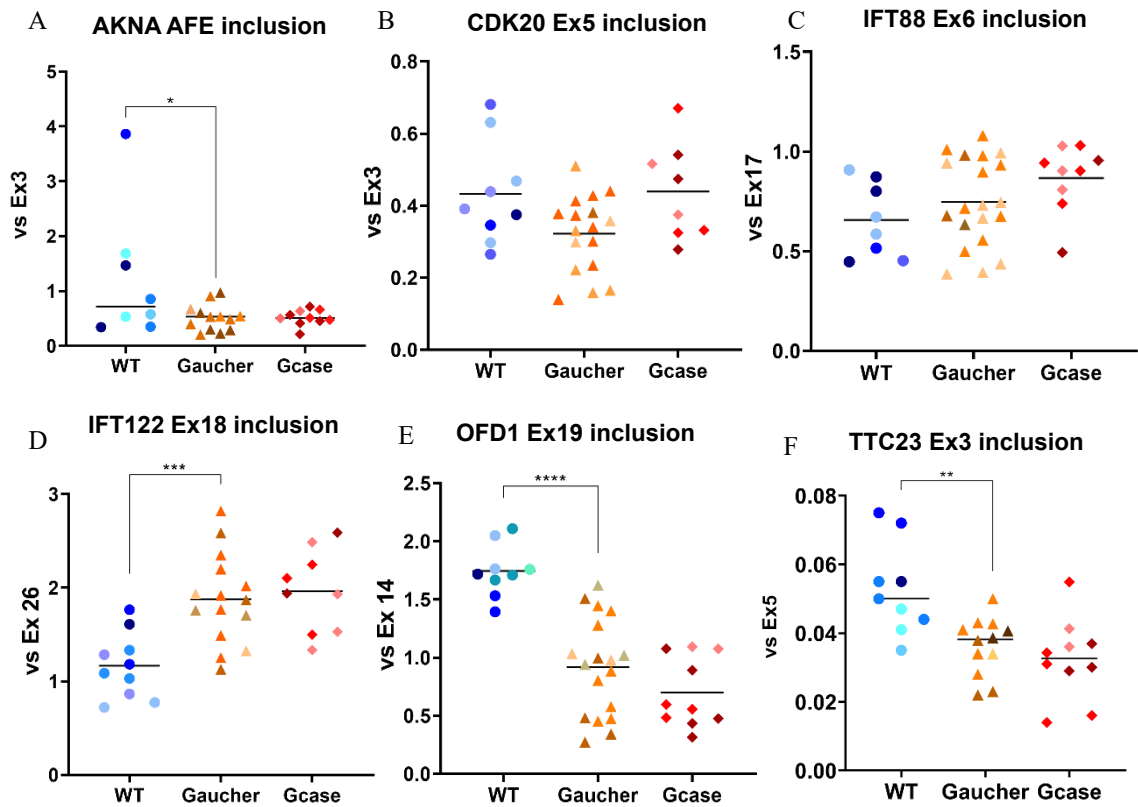 A
AKNA AFE inclusion
vs Ex3
5
4
3
2
1
0
*
WT
Gaucher
Gcase
B
CDK20 Ex5 inclusion
vs Ex3
0.8
0.6
0.4
0.2
0.0
WT
Gaucher
Gcase
C
IFT88 Ex6 inclusion
vs Ex17
1.5
1.0
0.5
0.0
WT
Gaucher
Gcase
D
IFT122 Ex18 inclusion
vs Ex 26
3
2
1
0
***
WT
Gaucher
Gcase
E
OFD1 Ex19 inclusion
vs Ex 14
2.5
2.0
1.5
1.0
0.5
0.0
****
WT
Gaucher
Gcase
F
TTC23 Ex3 inclusion
vs Ex5
0.08
0.06
0.04
0.02
0.00
**
WT
Gaucher
Gcase